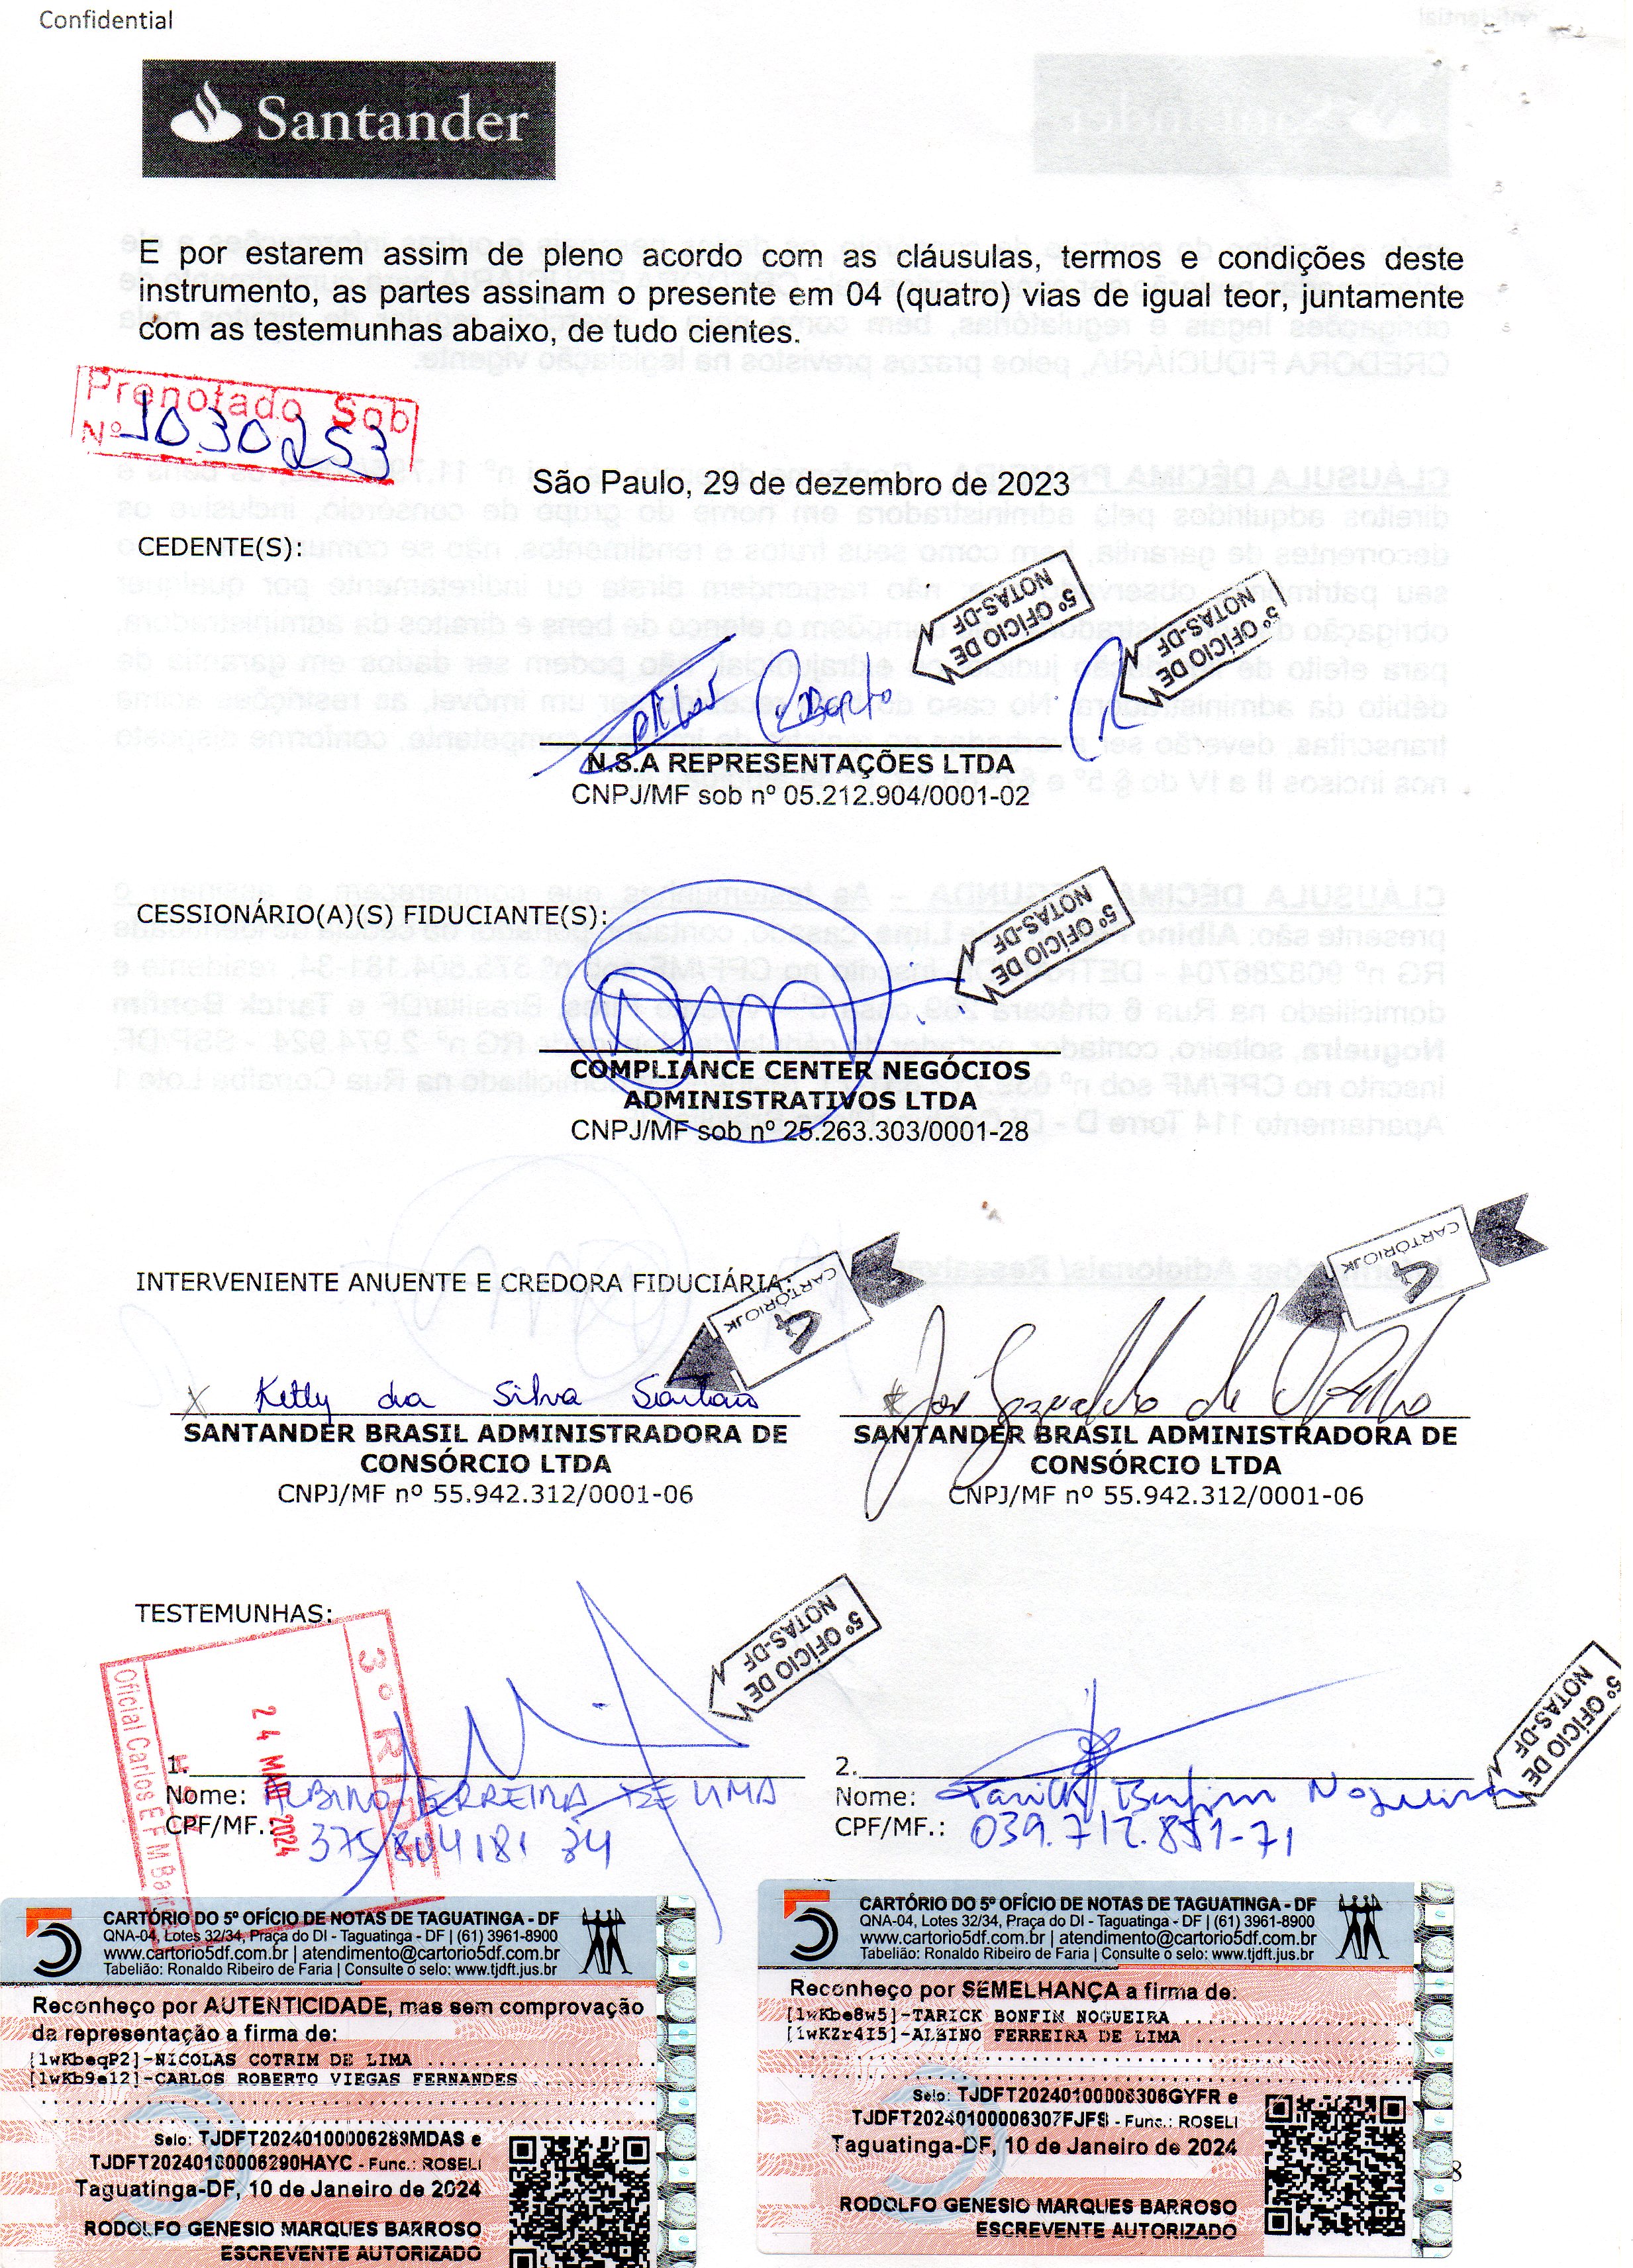 Confidential
Santander
E por estarem assim de pleno acordo com as cláusulas, termos e condições deste
instrumento, as partes assinam o presente em 04 (quatro) vias de igual teor, juntamente
com as testemunhas abaixo, de tudo cientes.
Prenotado Sob
Nº 1030253
São Paulo, 29 de dezembro de 2023
CEDENTE(S):
5º OFÍCIO DE
NOTAS-DF
5º OFÍCIO DE
NOTAS-DF
Roberto
N.S.A REPRESENTAÇÕES LTDA
CNPJ/MF sob nº 05.212.904/0001-02
CESSIONÁRIO(A)(S) FIDUCIANTE(S):
5º OFÍCIO DE
NOTAS-DF
COMPLIANCE CENTER NEGÓCIOS
ADMINISTRATIVOS LTDA
CNPJ/MF sob nº 25.263.303/0001-28
INTERVENIENTE ANUENTE E CREDORA FIDUCIÁRIA:
4
CARTÓRIOJK
4
CARTÓRIOJK
Ketlly da Silva Santos
SANTANDER BRASIL ADMINISTRADORA DE
CONSÓRCIO LTDA
CNPJ/MF nº 55.942.312/0001-06
SANTANDER BRASIL ADMINISTRADORA DE
CONSÓRCIO LTDA
CNPJ/MF nº 55.942.312/0001-06
TESTEMUNHAS:
5º OFÍCIO DE
NOTAS-DF
5º OFÍCIO DE
NOTAS-DF
3º R
24 MAR 2024
Oficial Carlos E F M
1.
Nome: ALBINO FERREIRA DE LIMA
CPF/MF.: 375 804 181 34
2.
Nome: Tarick Bonfim Nogueira
CPF/MF.: 039.712.851-71
CARTÓRIO DO 5º OFÍCIO DE NOTAS DE TAGUATINGA - DF
QNA-04, Lotes 32/34, Praça do DI - Taguatinga - DF | (61) 3961-8900
www.cartorio5df.com.br | atendimento@cartorio5df.com.br
Tabelião: Ronaldo Ribeiro de Faria | Consulte o selo: www.tjdft.jus.br
Reconheço por AUTENTICIDADE, mas sem comprovação
da representação a firma de:
[1wKbeqP2]-NICOLAS COTRIM DE LIMA
[1wKb9e12]-CARLOS ROBERTO VIEGAS FERNANDES
Selo: TJDFT20240100006289MDAS e
TJDFT20240100006290HAYC - Func.: ROSELI
Taguatinga-DF, 10 de Janeiro de 2024
RODOLFO GENESIO MARQUES BARROSO
ESCREVENTE AUTORIZADO
CARTÓRIO DO 5º OFÍCIO DE NOTAS DE TAGUATINGA - DF
QNA-04, Lotes 32/34, Praça do DI - Taguatinga - DF | (61) 3961-8900
www.cartorio5df.com.br | atendimento@cartorio5df.com.br
Tabelião: Ronaldo Ribeiro de Faria | Consulte o selo: www.tjdft.jus.br
Reconheço por SEMELHANÇA a firma de:
[1wKbe8w5]-TARICK BONFIM NOGUEIRA
[1wKZr4I5]-ALBINO FERREIRA DE LIMA
Selo: TJDFT20240100006306GYFR e
TJDFT20240100006307FJFS - Func.: ROSELI
Taguatinga-DF, 10 de Janeiro de 2024
RODOLFO GENESIO MARQUES BARROSO
ESCREVENTE AUTORIZADO
8